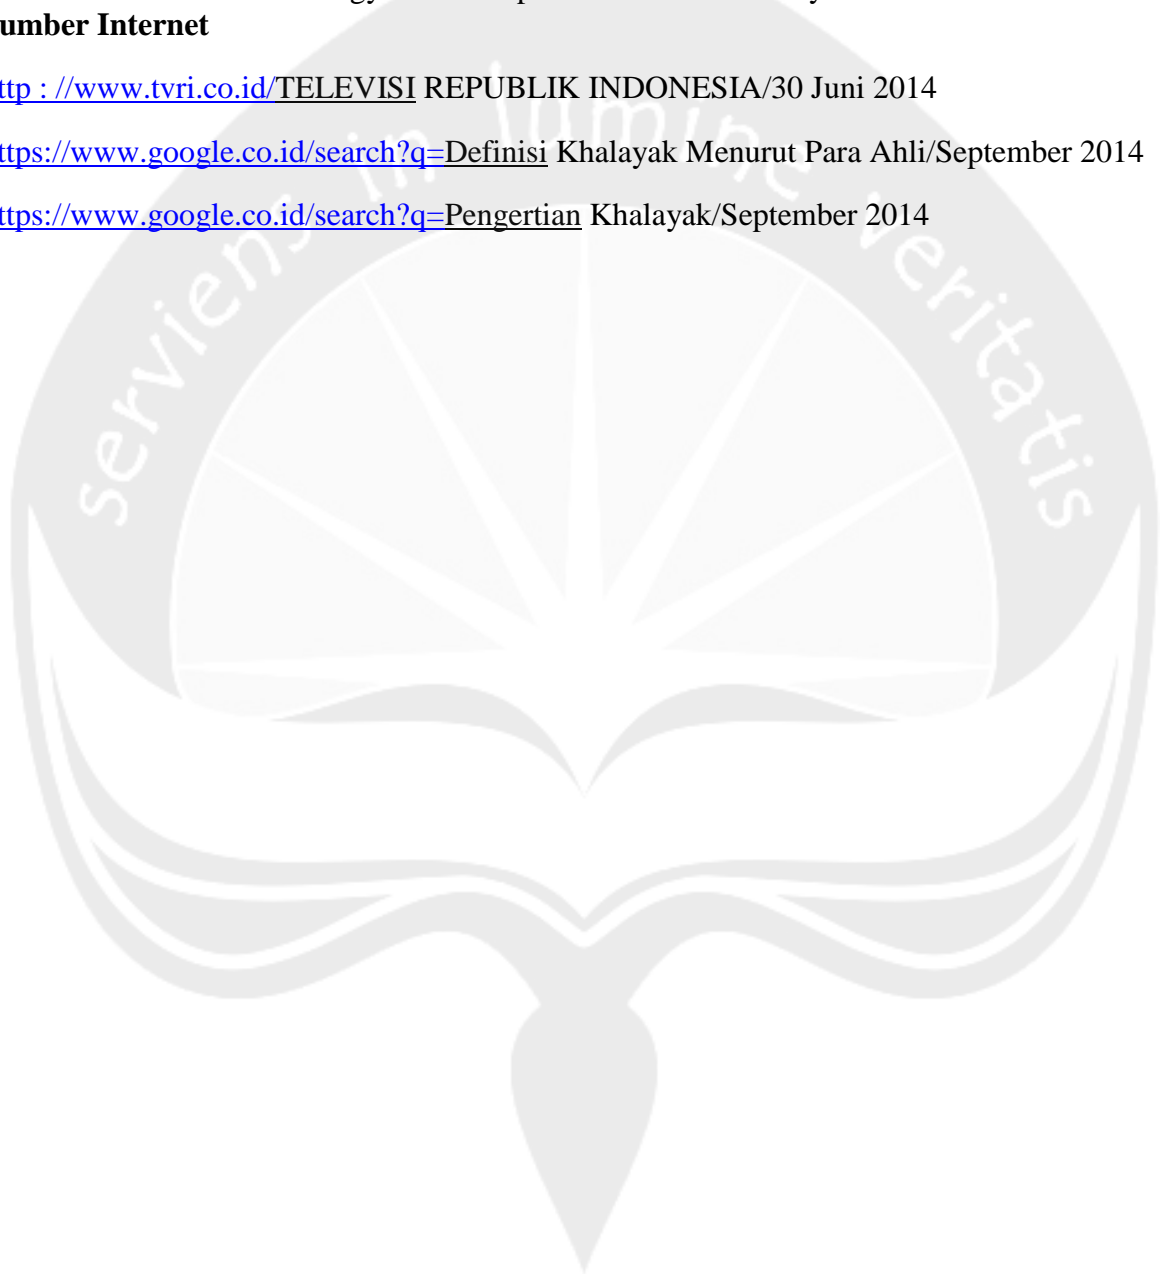 umber Internet
ttp : //www.tvri.co.id/TELEVISI REPUBLIK INDONESIA/30 Juni 2014
ttps://www.google.co.id/search?q=Definisi Khalayak Menurut Para Ahli/September 2014
ttps://www.google.co.id/search?q=Pengertian Khalayak/September 2014
serviens in lumine veritatis